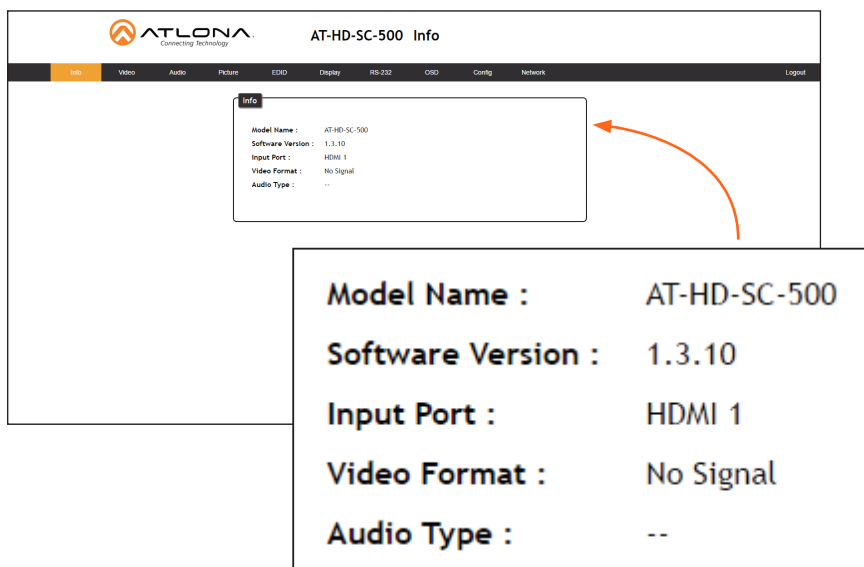 ATLONA.
Connecting Technology
AT-HD-SC-500 Info
Info Video Audio Picture EDID Display RS-232 OSD Config Network Logout
Info
Model Name : AT-HD-SC-500
Software Version : 1.3.10
Input Port : HDMI 1
Video Format : No Signal
Audio Type : --
Model Name : AT-HD-SC-500
Software Version : 1.3.10
Input Port : HDMI 1
Video Format : No Signal
Audio Type : --